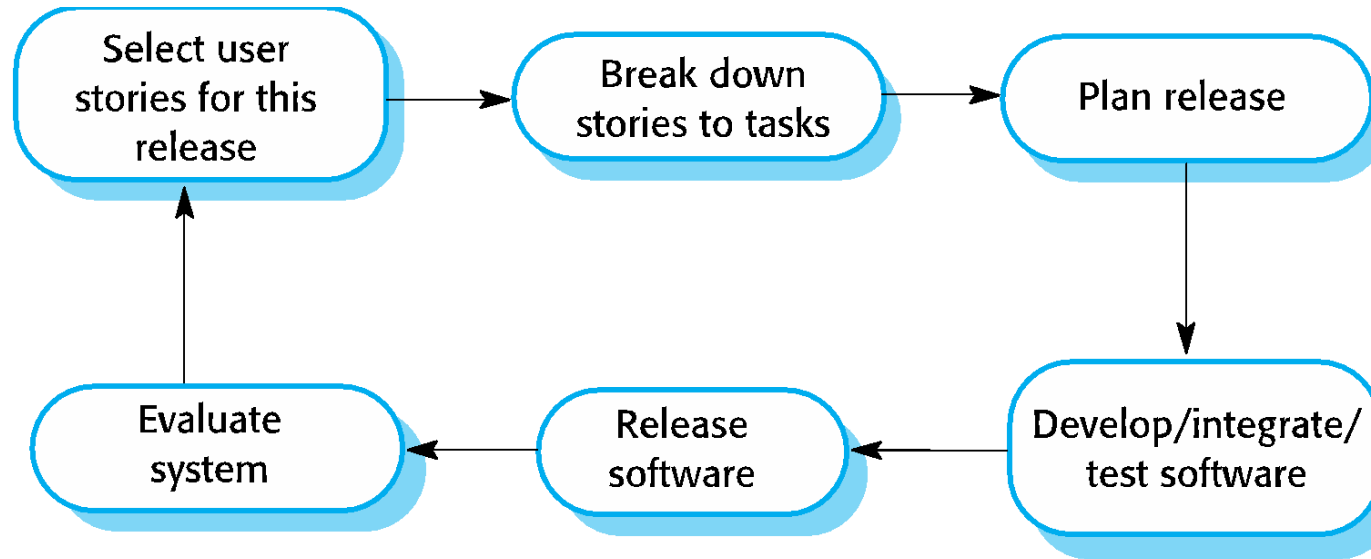 Select user
stories for this
release
Break down
stories to tasks
Plan release
Evaluate
system
Release
software
Develop/integrate/
test software